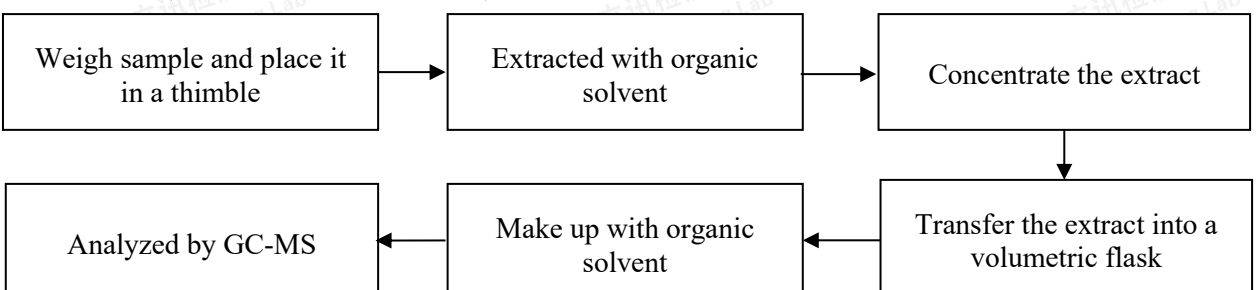 Weigh sample and place it
in a thimble
Extracted with organic
solvent
Concentrate the extract
Transfer the extract into a
volumetric flask
Make up with organic
solvent
Analyzed by GC-MS